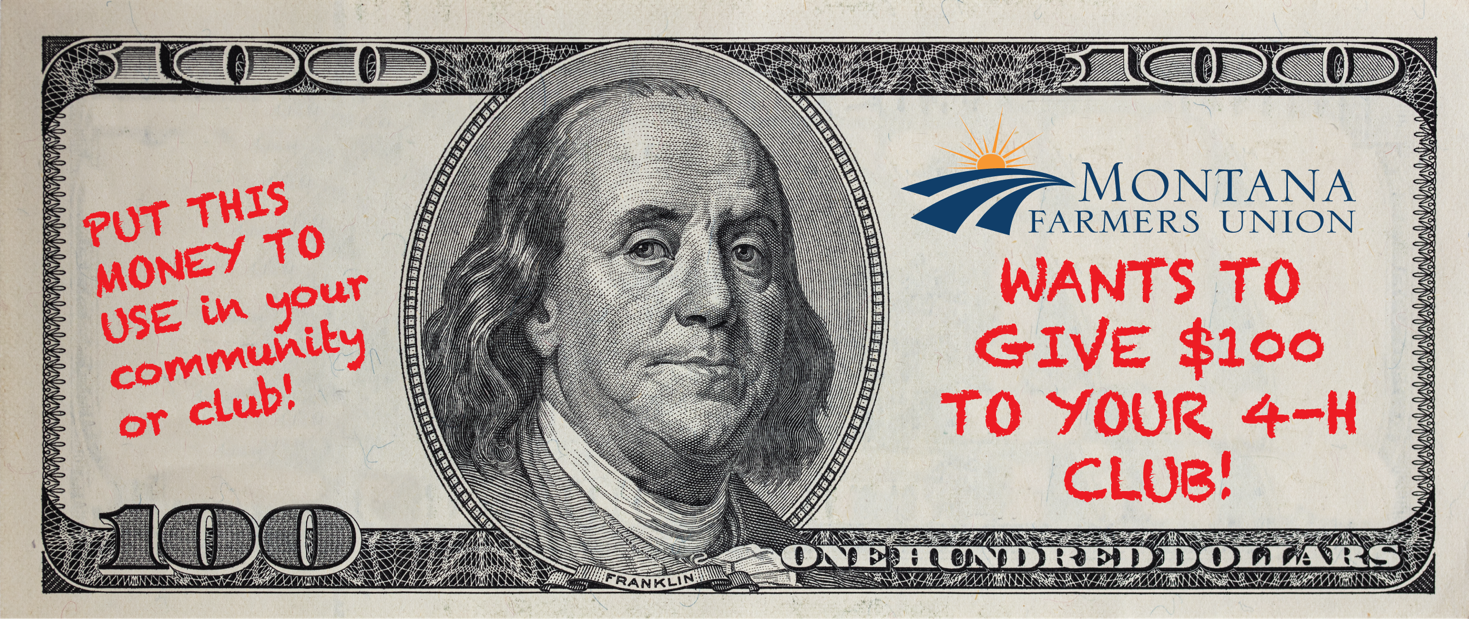 100
100
PUT THIS
MONEY TO
USE in your
community
or club!
MONTANA
FARMERS UNION
WANTS TO
GIVE $100
TO YOUR 4-H
CLUB!
100
FRANKLIN
ONE HUNDRED DOLLARS